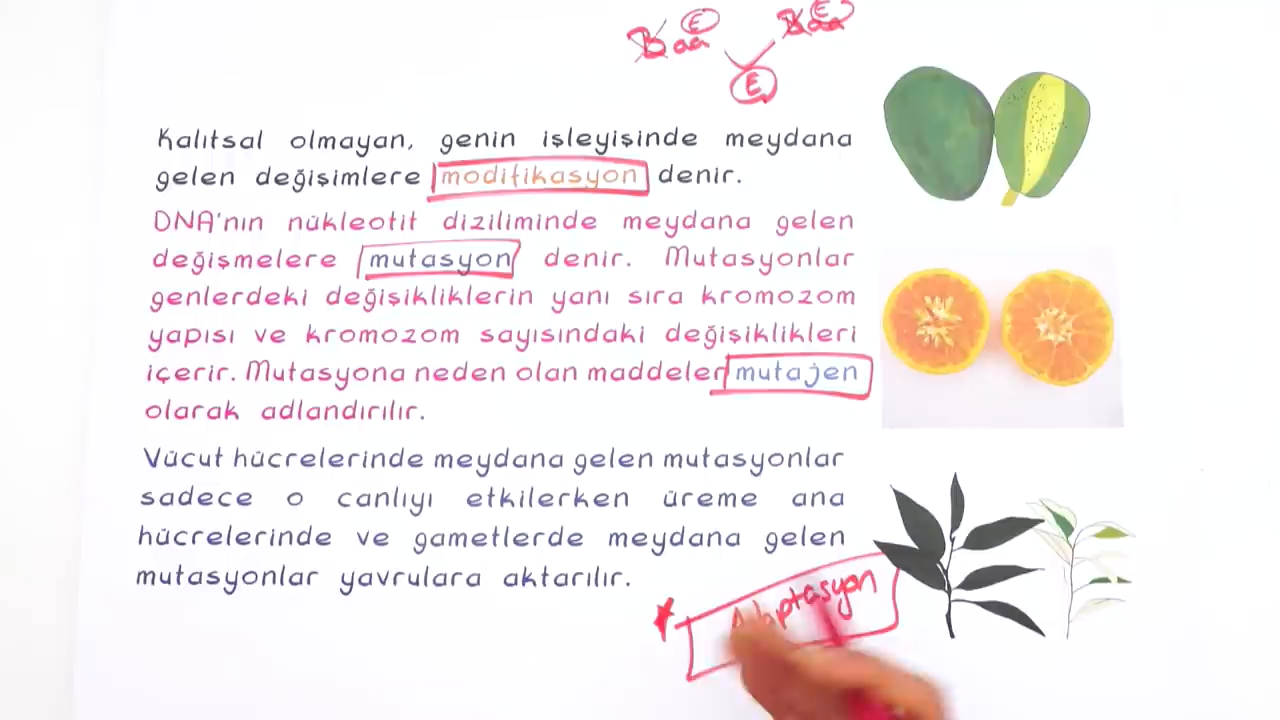 Baa E Baa E
E
Kalıtsal olmayan, genin işleyişinde meydana
gelen değişimlere modifikasyon denir.
DNA'nın nükleotit diziliminde meydana gelen
değişmelere mutasyon denir. Mutasyonlar
genlerdeki değişikliklerin yanı sıra kromozom
yapısı ve kromozom sayısındaki değişiklikleri
içerir. Mutasyona neden olan maddeler mutajen
olarak adlandırılır.
Vücut hücrelerinde meydana gelen mutasyonlar
sadece o canlıyı etkilerken üreme ana
hücrelerinde ve gametlerde meydana gelen
mutasyonlar yavrulara aktarılır.